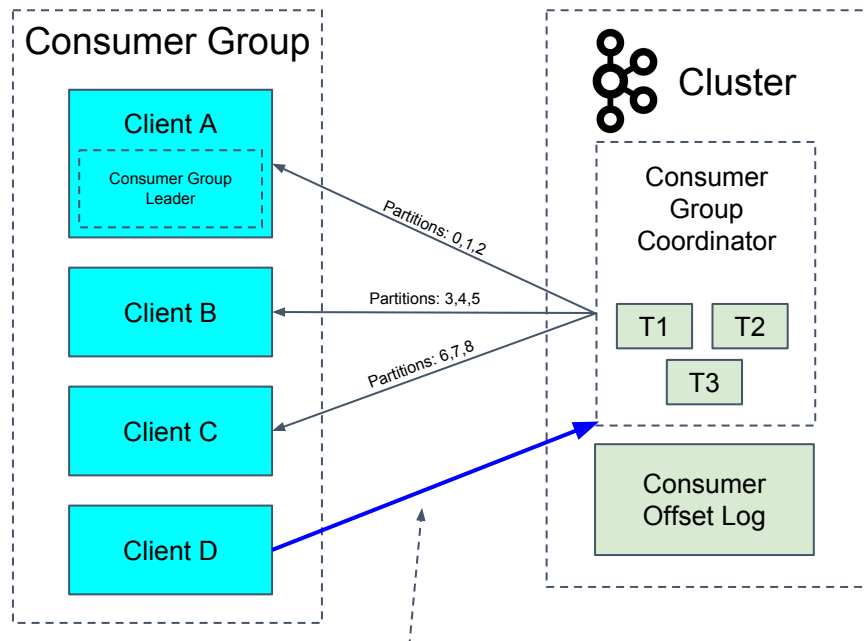 Consumer Group
Client A
Consumer Group
Leader
Client B
Client C
Client D
Partitions: 0,1,2
Partitions: 3,4,5
Partitions: 6,7,8
Cluster
Consumer
Group
Coordinator
T1
T2
T3
Consumer
Offset Log